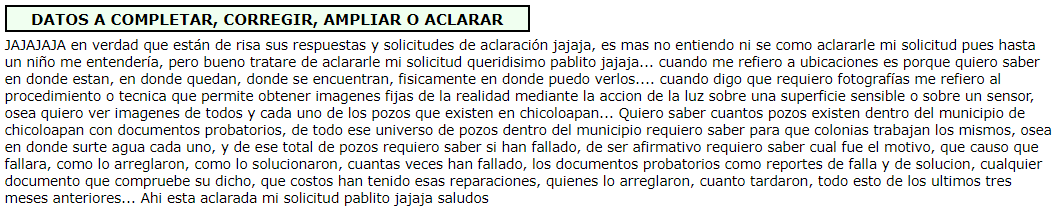 DATOS A COMPLETAR, CORREGIR, AMPLIAR O ACLARAR
JAJAJAJA en verdad que están de risa sus respuestas y solicitudes de aclaración jajaja, es mas no entiendo ni se como aclararle mi solicitud pues hasta
un niño me entendería, pero bueno tratare de aclararle mi solicitud queridisimo pablito jajaja... cuando me refiero a ubicaciones es porque quiero saber
en donde estan, en donde quedan, donde se encuentran, fisicamente en donde puedo verlos.... cuando digo que requiero fotografías me refiero al
procedimiento o tecnica que permite obtener imagenes fijas de la realidad mediante la accion de la luz sobre una superficie sensible o sobre un sensor,
osea quiero ver imagenes de todos y cada uno de los pozos que existen en chicoloapan... Quiero saber cuantos pozos existen dentro del municipio de
chicoloapan con documentos probatorios, de todo ese universo de pozos dentro del municipio requiero saber para que colonias trabajan los mismos, osea
en donde surte agua cada uno, y de ese total de pozos requiero saber si han fallado, de ser afirmativo requiero saber cual fue el motivo, que causo que
fallara, como lo arreglaron, como lo solucionaron, cuantas veces han fallado, los documentos probatorios como reportes de falla y de solucion, cualquier
documento que compruebe su dicho, que costos han tenido esas reparaciones, quienes lo arreglaron, cuanto tardaron, todo esto de los ultimos tres
meses anteriores... Ahi esta aclarada mi solicitud pablito jajaja saludos